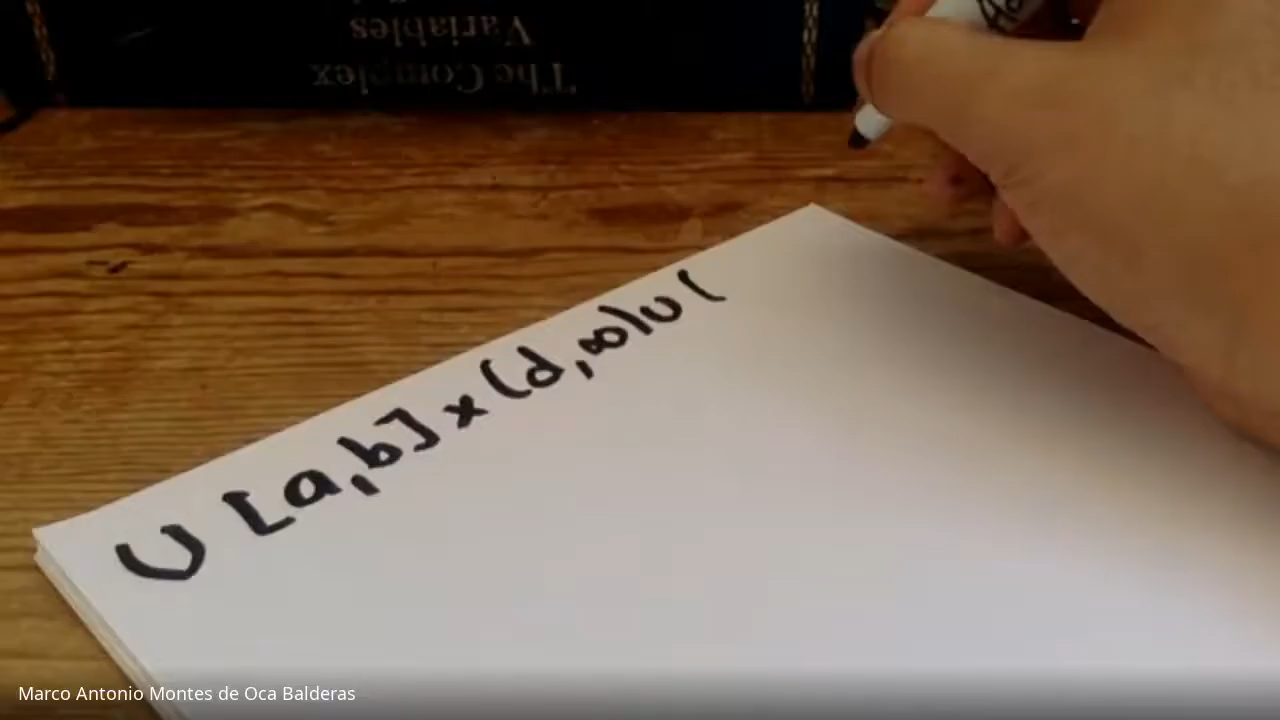 The Complex
Variables
∪ [a,b] × (d,∞) ∪ (
Marco Antonio Montes de Oca Balderas